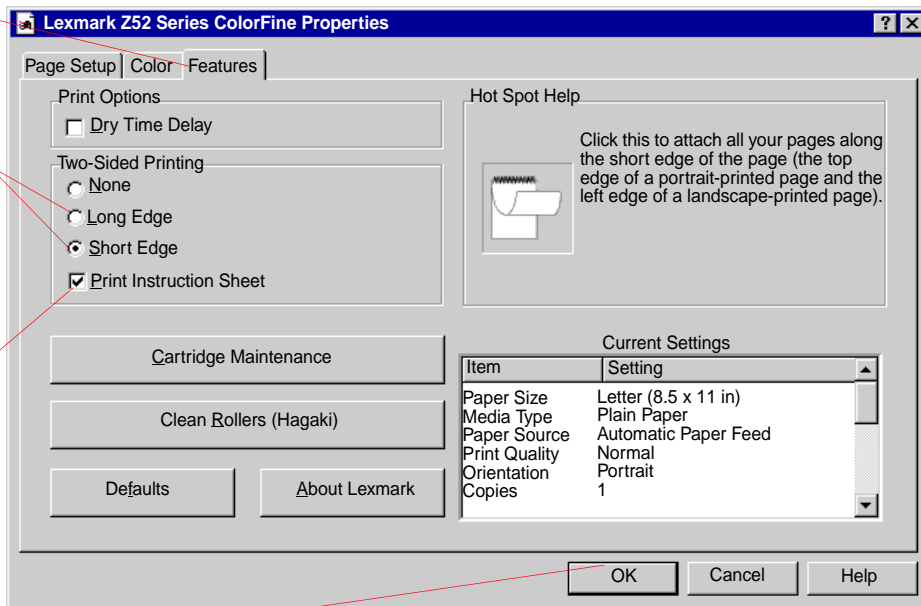 Lexmark Z52 Series ColorFine Properties
Page Setup Color Features
Print Options
Dry Time Delay
Two-Sided Printing
None
Long Edge
Short Edge
Print Instruction Sheet
Hot Spot Help
Click this to attach all your pages along
the short edge of the page (the top
edge of a portrait-printed page and the
left edge of a landscape-printed page).
Cartridge Maintenance
Clean Rollers (Hagaki)
Defaults
About Lexmark
Current Settings
Item Setting
Paper Size Letter (8.5 x 11 in)
Media Type Plain Paper
Paper Source Automatic Paper Feed
Print Quality Normal
Orientation Portrait
Copies 1
OK Cancel Help